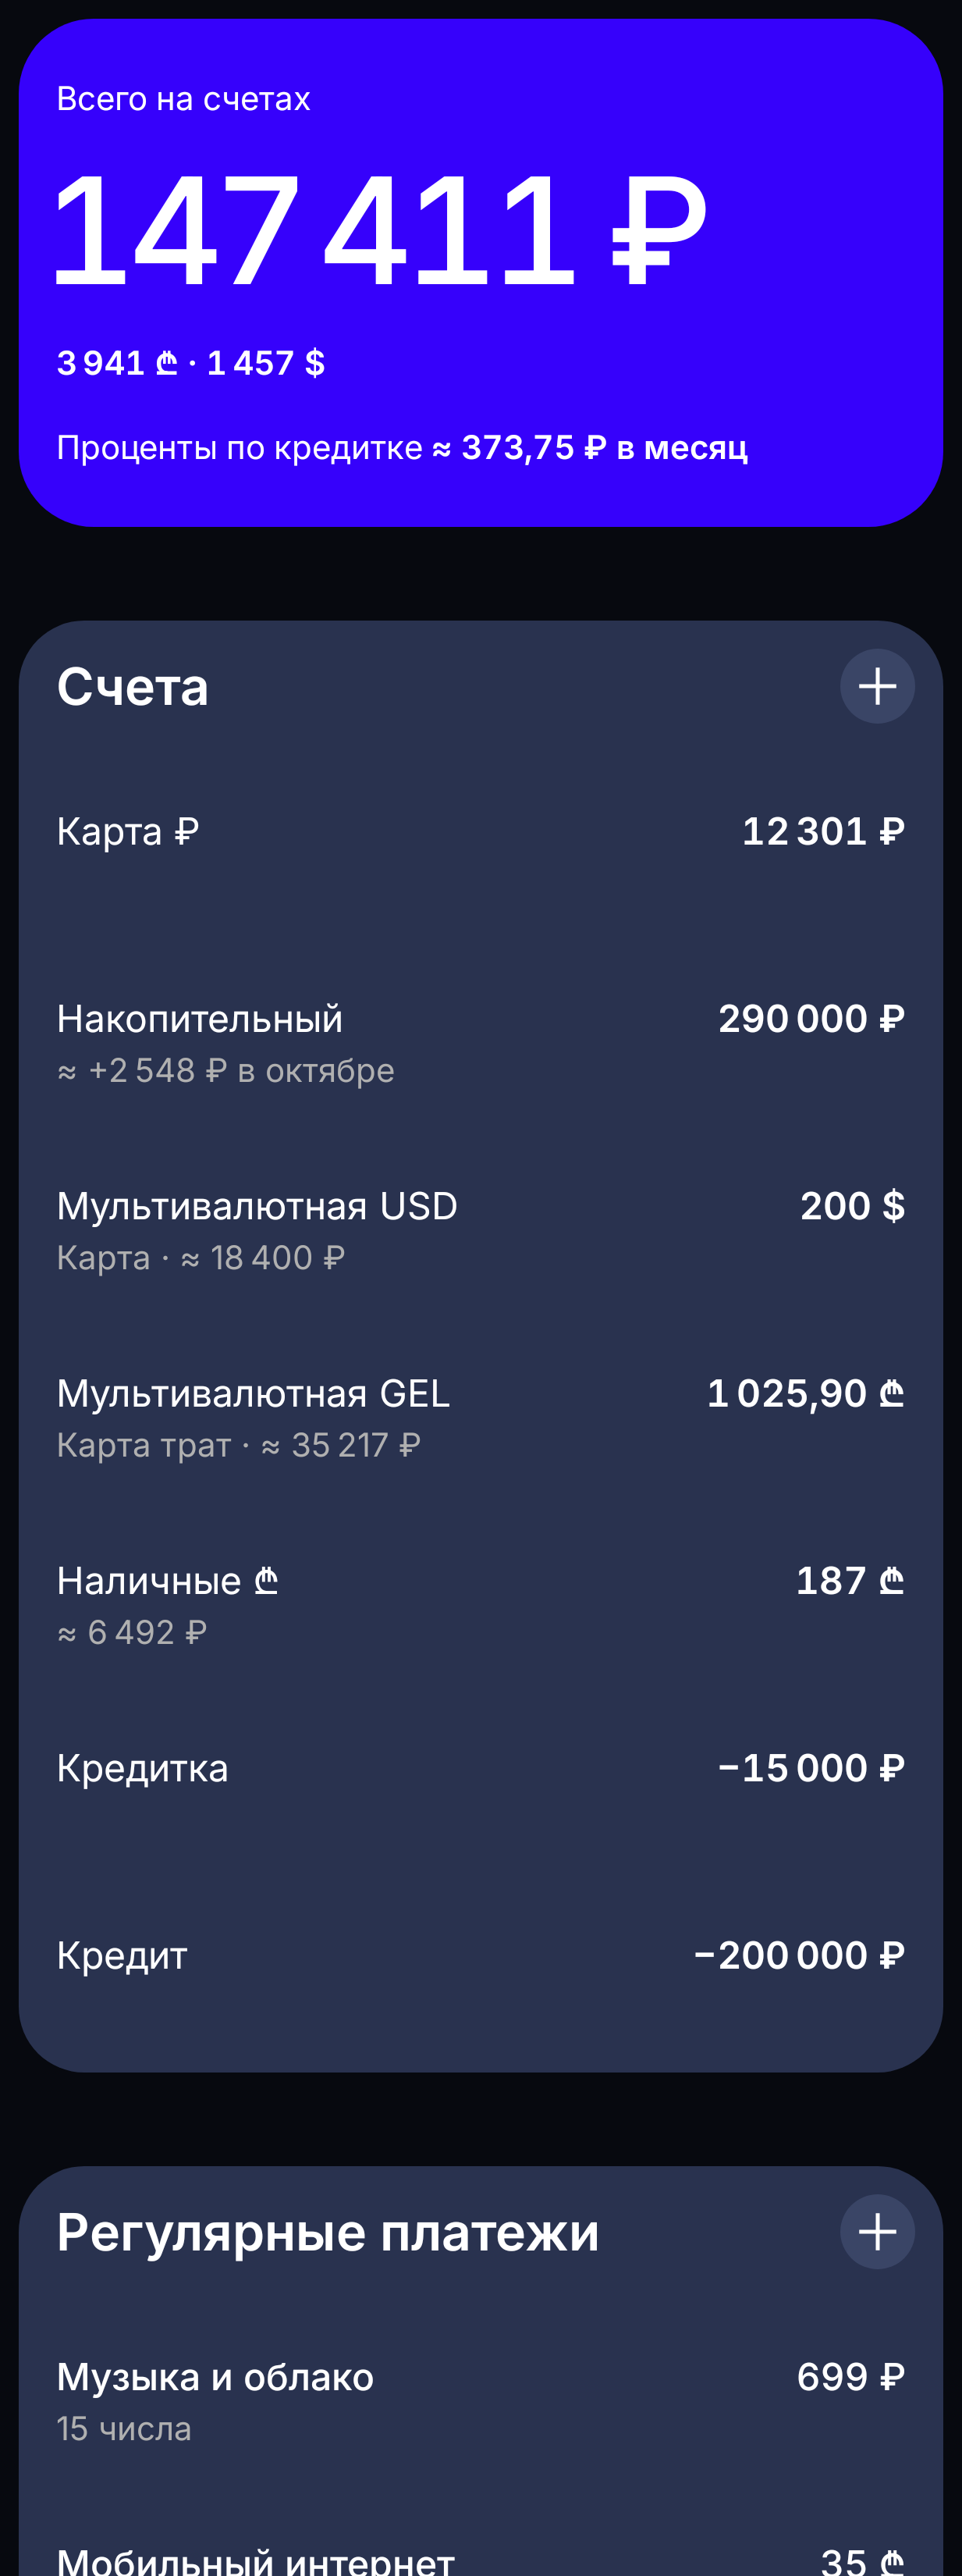 Всего на счетах
147 411 ₽
3 941 ₾ · 1 457 $
Проценты по кредитке ≈ 373,75 ₽ в месяц
Счета
Карта ₽
12 301 ₽
Накопительный
290 000 ₽
≈ +2 548 ₽ в октябре
Мультивалютная USD
200 $
Карта · ≈ 18 400 ₽
Мультивалютная GEL
1 025,90 ₾
Карта трат · ≈ 35 217 ₽
Наличные ₾
187 ₾
≈ 6 492 ₽
Кредитка
−15 000 ₽
Кредит
−200 000 ₽
Регулярные платежи
Музыка и облако
699 ₽
15 числа
Мобильный интернет
35 ₾